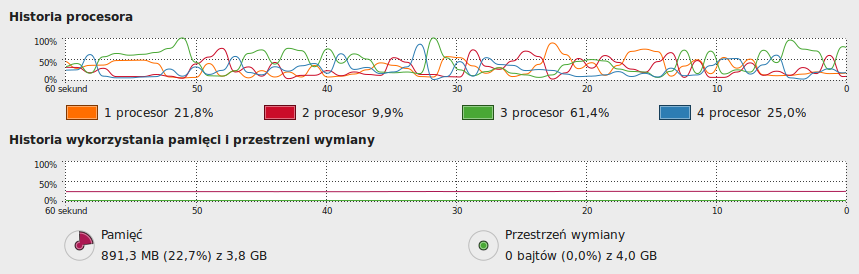 Historia procesora
100%
50%
0%
60 sekund 50 40 30 20 10 0
1 procesor 21,8% 2 procesor 9,9% 3 procesor 61,4% 4 procesor 25,0%
Historia wykorzystania pamięci i przestrzeni wymiany
100%
50%
0%
60 sekund 50 40 30 20 10 0
Pamięć Przestrzeń wymiany
891,3 MB (22,7%) z 3,8 GB 0 bajtów (0,0%) z 4,0 GB